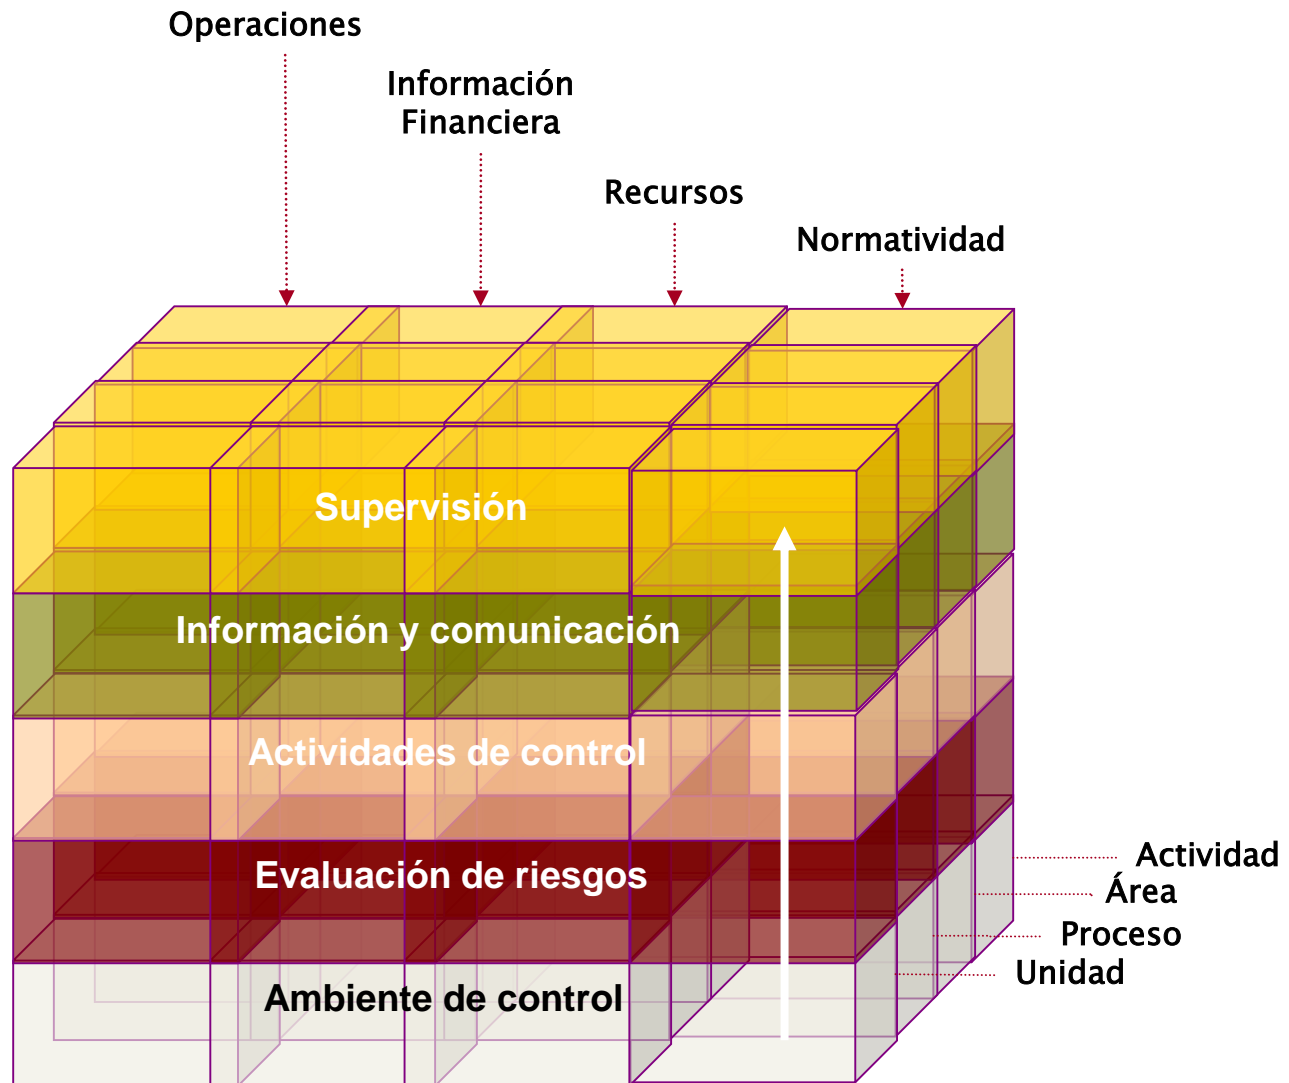 Operaciones
Información
Financiera
Recursos
Normatividad
Supervisión
Información y comunicación
Actividades de control
Evaluación de riesgos
Ambiente de control
Actividad
Área
Proceso
Unidad